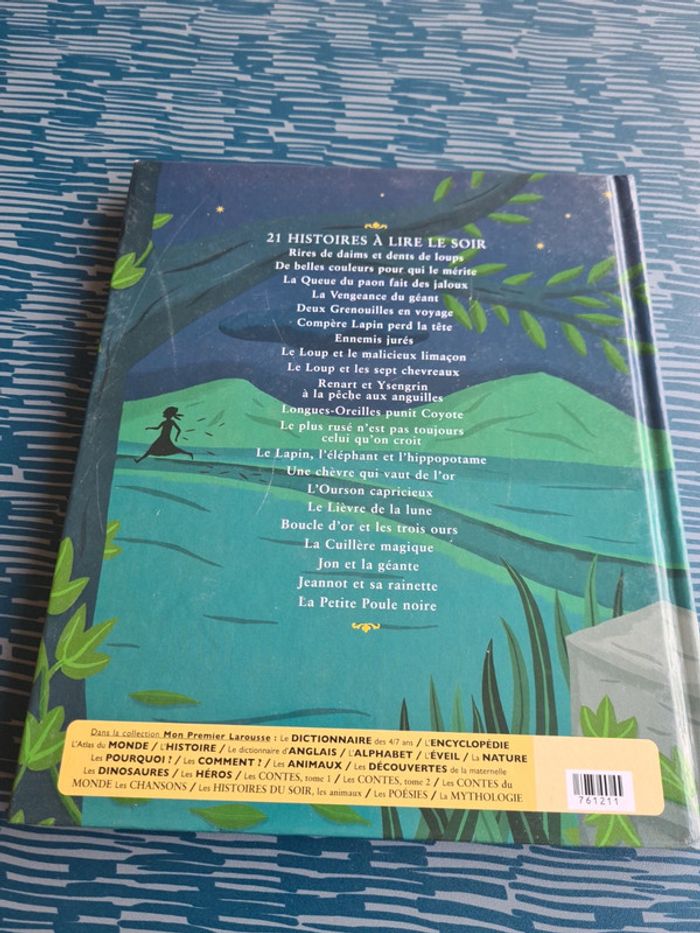 21 HISTOIRES À LIRE LE SOIR
Rires de daims et dents de loups
De belles couleurs pour qui le mérite
La Queue du paon fait des jaloux
La Vengeance du géant
Deux Grenouilles en voyage
Compère Lapin perd la tête
Ennemis jurés
Le Loup et le malicieux limaçon
Le Loup et les sept chevreaux
Renart et Ysengrin
à la pêche aux anguilles
Longues-Oreilles punit Coyote
Le plus rusé n'est pas toujours
celui qu'on croit
Le Lapin, l'éléphant et l'hippopotame
Une chèvre qui vaut de l'or
L'Ourson capricieux
Le Lièvre de la lune
Boucle d'or et les trois ours
La Cuillère magique
Jon et la géante
Jeannot et sa rainette
La Petite Poule noire
Dans la collection Mon Premier Larousse : Le DICTIONNAIRE des 4/7 ans / L'ENCYCLOPÉDIE
L'Atlas du MONDE / L'HISTOIRE / Le dictionnaire d'ANGLAIS / L'ALPHABET / L'ÉVEIL / La NATURE
Les POURQUOI ? / Les COMMENT ? / Les ANIMAUX / Les DÉCOUVERTES de la maternelle
Les DINOSAURES / Les HÉROS / Les CONTES, tome 1 / Les CONTES, tome 2 / Les CONTES du
MONDE Les CHANSONS / Les HISTOIRES DU SOIR, les animaux / Les POÉSIES / La MYTHOLOGIE
761211